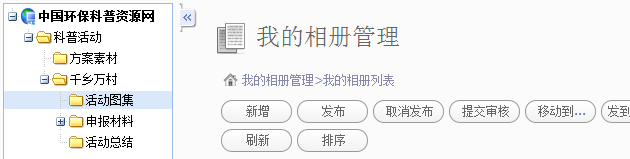 中国环保科普资源网
科普活动
方案素材
千乡万村
活动图集
申报材料
活动总结
«
我的相册管理
我的相册管理>我的相册列表
新增 发布 取消发布 提交审核 移动到... 发到
刷新 排序